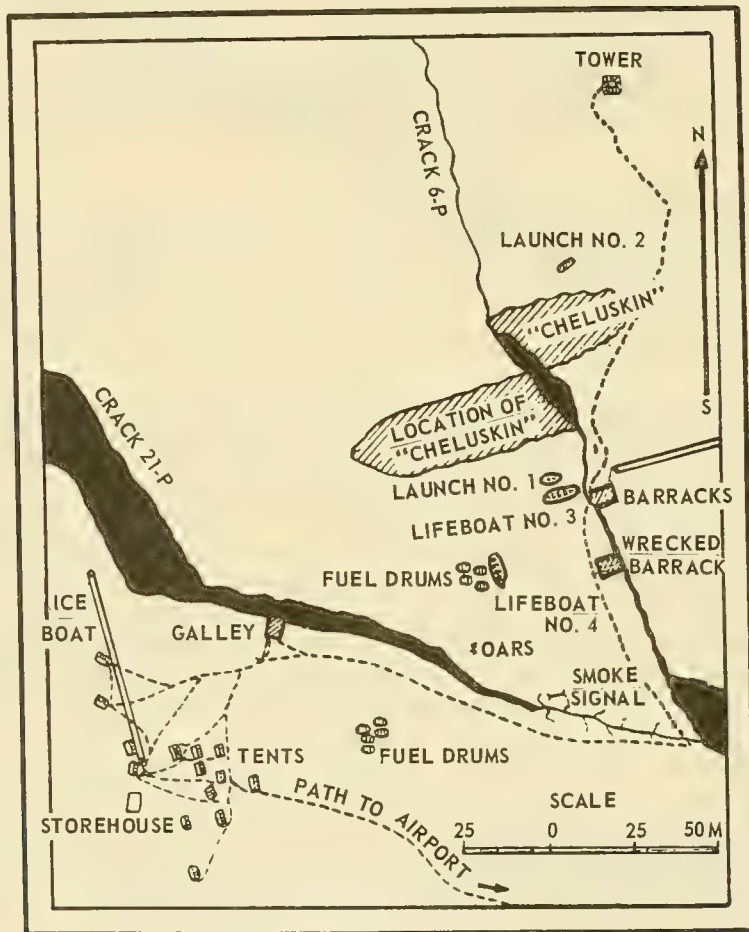 TOWER
N
CRACK 6-P
LAUNCH NO. 2
"CHELUSKIN"
S
CRACK 21-P
LOCATION OF
"CHELUSKIN"
LAUNCH NO. 1
BARRACKS
LIFEBOAT NO. 3
WRECKED
BARRACK
FUEL DRUMS
LIFEBOAT
NO. 4
ICE
BOAT
GALLEY
OARS
SMOKE
SIGNAL
TENTS
FUEL DRUMS
STOREHOUSE
PATH TO AIRPORT
SCALE
25 0 50 M